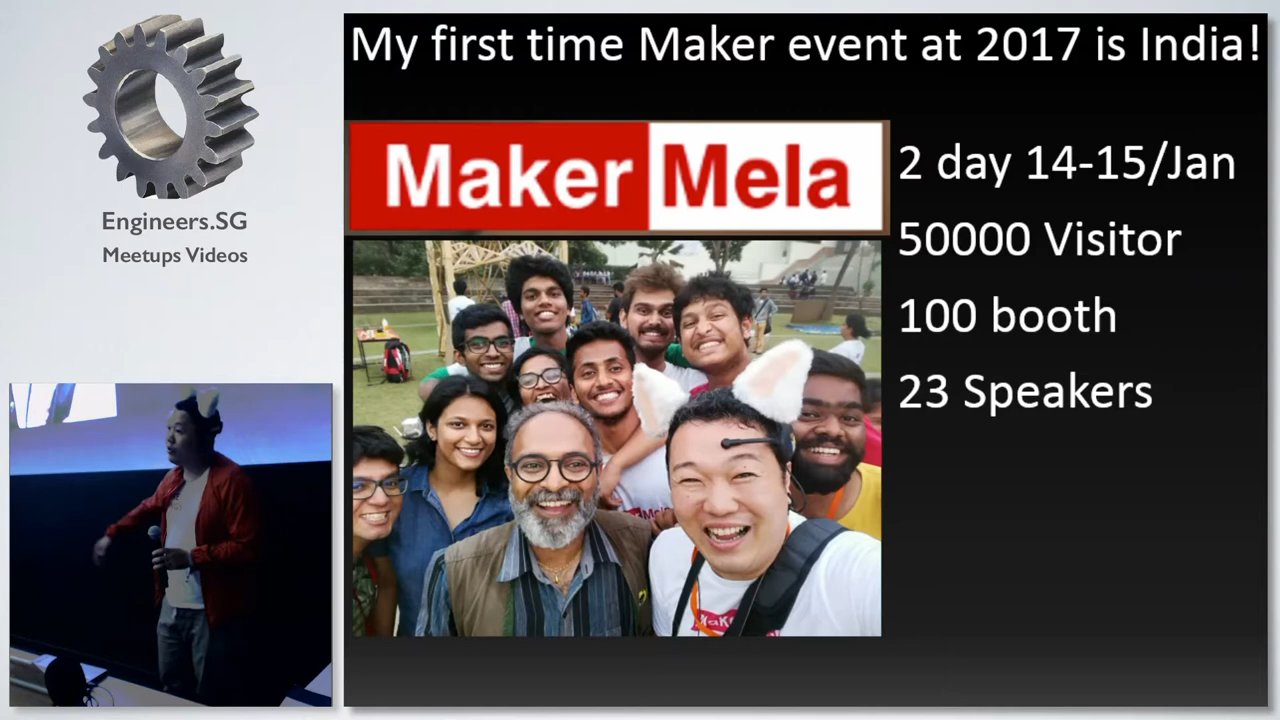 My first time Maker event at 2017 is India!
Engineers.SG
Meetups Videos
Maker Mela
2 day 14-15/Jan
50000 Visitor
100 booth
23 Speakers